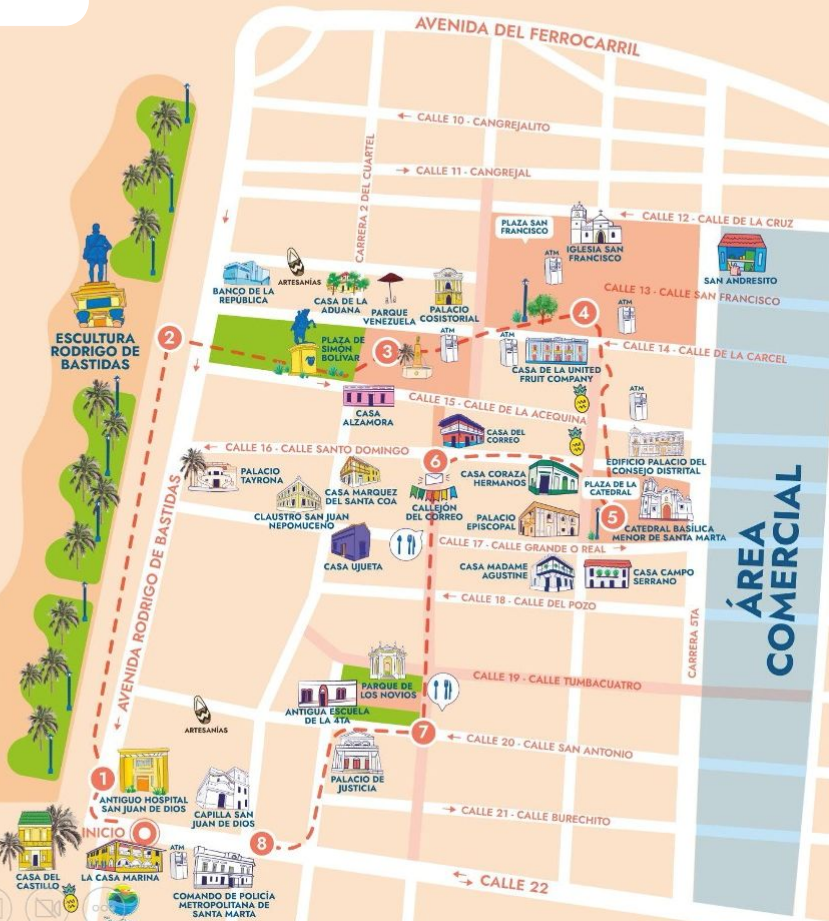 AVENIDA DEL FERROCARRIL
CALLE 10 - CANGREJALITO
CARRERA 2 DEL CUARTEL
CALLE 11 - CANGREJAL
CALLE 12 - CALLE DE LA CRUZ
PLAZA SAN
FRANCISCO
IGLESIA SAN
FRANCISCO
ATM
SAN ANDRESITO
BANCO DE LA
REPÚBLICA
ARTESANÍAS
CASA DE LA
ADUANA
PARQUE
VENEZUELA
PALACIO
COSISTORIAL
CALLE 13 - CALLE SAN FRANCISCO
ATM
4
ESCULTURA
RODRIGO DE
BASTIDAS
2
PLAZA DE
SIMÓN
BOLÍVAR
3
ATM
ATM
CALLE 14 - CALLE DE LA CARCEL
CASA DE LA UNITED
FRUIT COMPANY
CASA
ALZAMORA
CALLE 15 - CALLE DE LA ACEQUINA
ATM
CASA DEL
CORREO
EDIFICIO PALACIO DEL
CONSEJO DISTRITAL
CALLE 16 - CALLE SANTO DOMINGO
6
PALACIO
TAYRONA
CASA MARQUEZ
DEL SANTA COA
CASA CORAZA
HERMANOS
PLAZA DE LA
CATEDRAL
CLAUSTRO SAN JUAN
NEPOMUCENO
CALLEJÓN
DEL CORREO
PALACIO
EPISCOPAL
5
CATEDRAL BASÍLICA
MENOR DE SANTA MARTA
CASA UJUETA
CALLE 17 - CALLE GRANDE O REAL
CASA MADAME
AGUSTINE
CASA CAMPO
SERRANO
ÁREA
COMERCIAL
CALLE 18 - CALLE DEL POZO
CARRERA 5TA
AVENIDA RODRIGO DE BASTIDAS
CALLE 19 - CALLE TUMBACUATRO
PARQUE DE
LOS NOVIOS
ANTIGUA ESCUELA
DE LA 4TA
ARTESANÍAS
7
CALLE 20 - CALLE SAN ANTONIO
PALACIO DE
JUSTICIA
1
ANTIGUO HOSPITAL
SAN JUAN DE DIOS
CAPILLA SAN
JUAN DE DIOS
CALLE 21 - CALLE BURECHITO
INICIO
8
CASA DEL
CASTILLO
LA CASA MARINA
ATM
COMANDO DE POLICÍA
METROPOLITANA DE
SANTA MARTA
CALLE 22